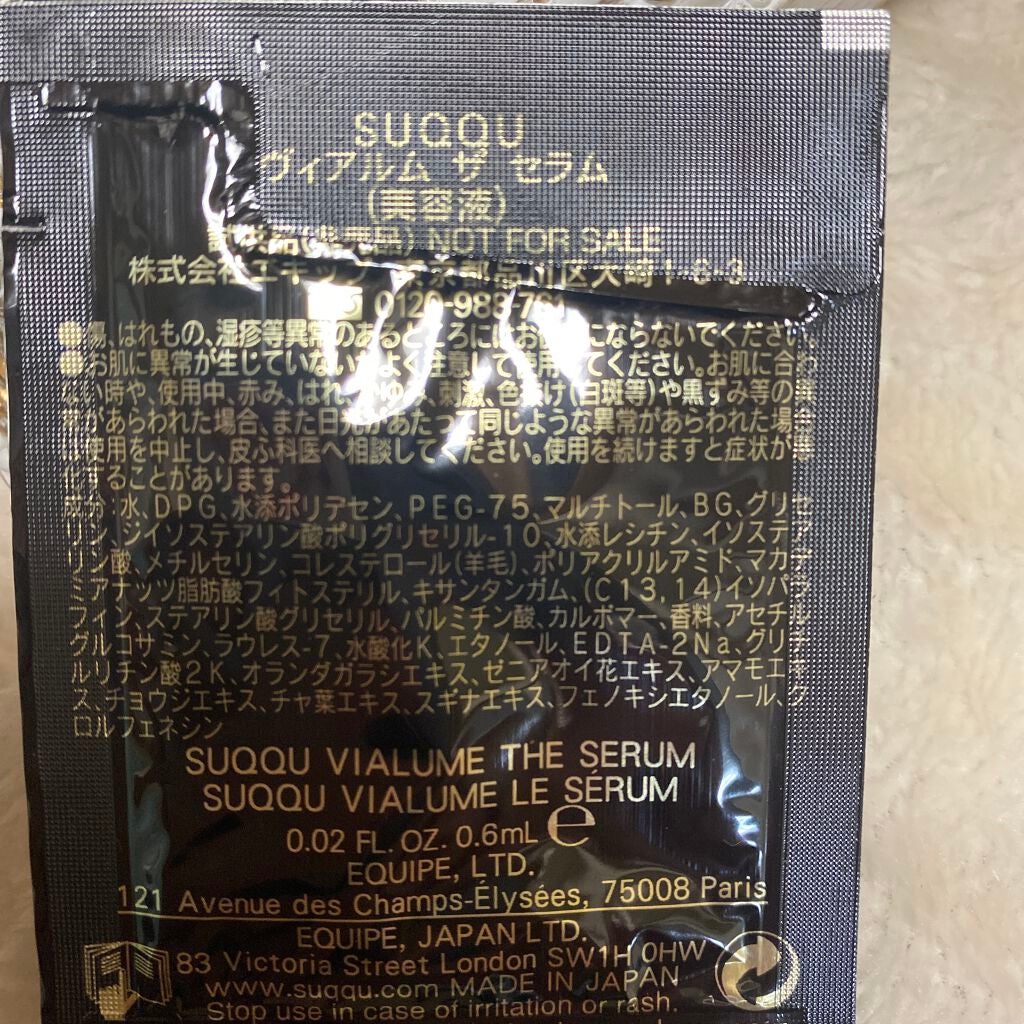 SUQQU
ヴィアルム ザ セラム
(美容液)
NOT FOR SALE
株式会社エキップ 東京都品川区大崎1-6-3
0120-988-761
●傷、はれもの、湿疹等異常のあるところにはお使いにならないでください。
●お肌に異常が生じていないかよく注意して使用してください。お肌に合わ
ない時や、使用中、赤み、はれ、かゆみ、刺激、色抜け(白斑等)や黒ずみ等の異
常があらわれた場合、また日光があたって同じような異常があらわれた場合
は使用を中止し、皮ふ科医へ相談してください。使用を続けますと症状が悪
化することがあります。
成分:水、DPG、水添ポリデセン、PEG-75、マルチトール、BG、グリセ
リン、ジイソステアリン酸ポリグリセリル-10、水添レシチン、イソステア
リン酸、メチルセリン、コレステロール(羊毛)、ポリアクリルアミド、マカデ
ミアナッツ脂肪酸フィトステリル、キサンタンガム、(C13,14)イソパラ
フィン、ステアリン酸グリセリル、パルミチン酸、カルボマー、香料、アセチル
グルコサミン、ラウレス-7、水酸化K、エタノール、EDTA-2Na、グリチ
ルリチン酸2K、オランダガラシエキス、ゼニアオイ花エキス、アマモエキ
ス、チョウジエキス、チャ葉エキス、スギナエキス、フェノキシエタノール、ク
ロルフェネシン
SUQQU VIALUME THE SERUM
SUQQU VIALUME LE SÉRUM
0.02 FL. OZ. 0.6mL ℮
EQUIPE, LTD.
121 Avenue des Champs-Élysées, 75008 Paris
EQUIPE, JAPAN LTD.
83 Victoria Street London SW1H 0HW
www.suqqu.com MADE IN JAPAN
Stop use in case of irritation or rash.